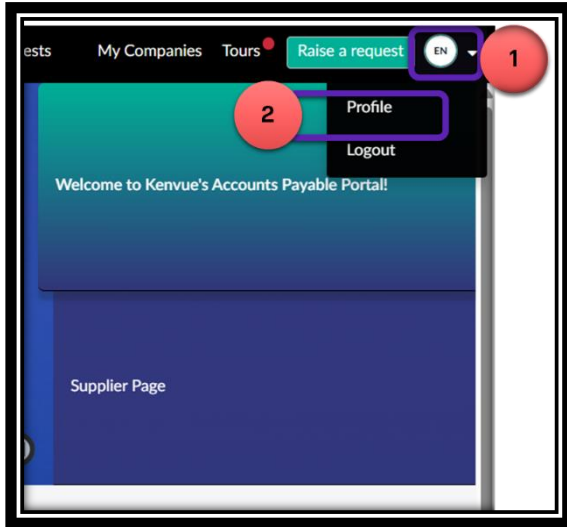 ests My Companies Tours Raise a request EN 1
2 Profile
Logout
Welcome to Kenvue's Accounts Payable Portal!
Supplier Page